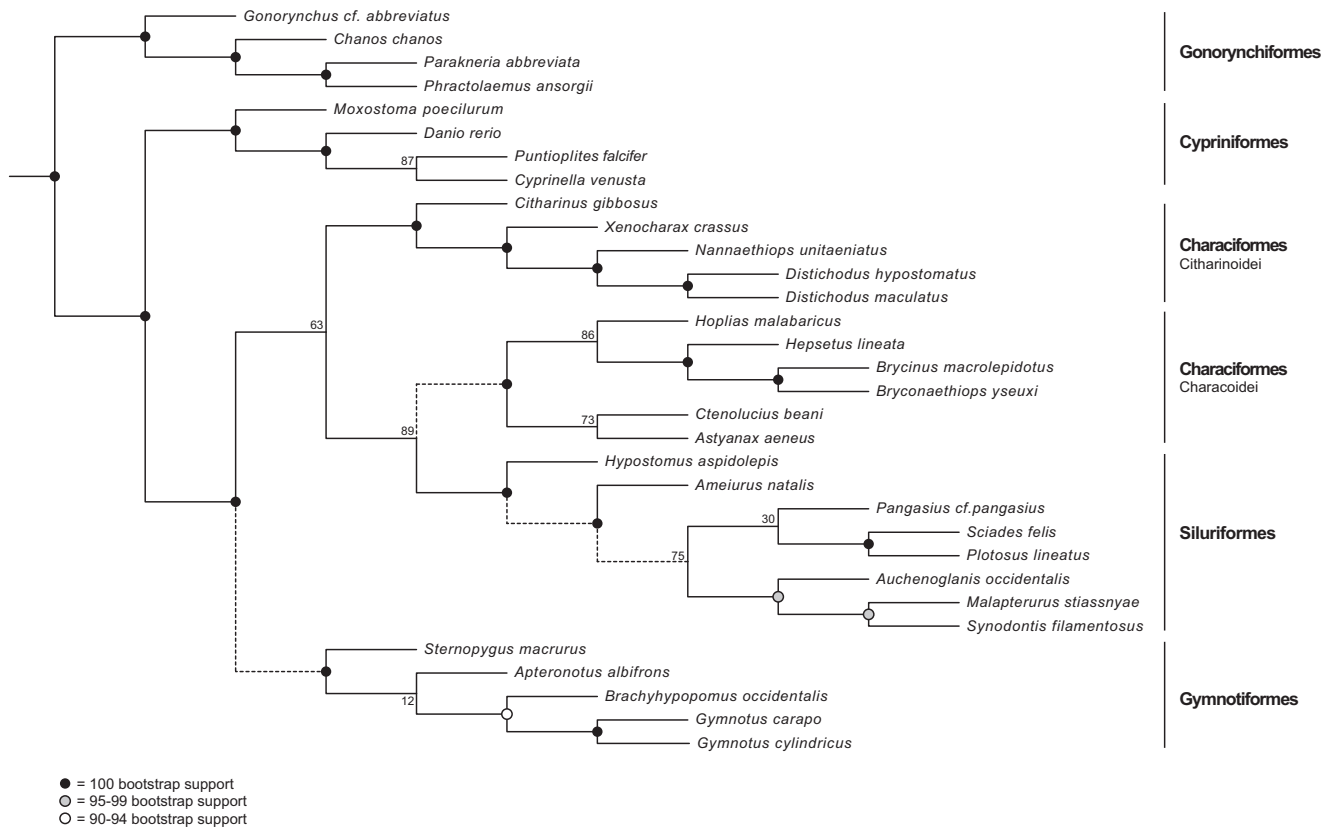 Gonorynchus cf. abbreviatus
Chanos chanos
Parakneria abbreviata
Phractolaemus ansorgii
Gonorynchiformes
Moxostoma poecilurum
Danio rerio
87
Puntioplites falcifer
Cyprinella venusta
Cypriniformes
Citharinus gibbosus
Xenocharax crassus
Nannaethiops unitaeniatus
Distichodus hypostomatus
Distichodus maculatus
Characiformes
Citharinoidei
63
Hoplias malabaricus
86
Hepsetus lineata
Brycinus macrolepidotus
Bryconaethiops yseuxi
Ctenolucius beani
73
Astyanax aeneus
Characiformes
Characoidei
89
Hypostomus aspidolepis
Ameiurus natalis
Pangasius cf.pangasius
30
Sciades felis
Plotosus lineatus
75
Auchenoglanis occidentalis
Malapterurus stiassnyae
Synodontis filamentosus
Siluriformes
Sternopygus macrurus
Apteronotus albifrons
12
Brachyhypopomus occidentalis
Gymnotus carapo
Gymnotus cylindricus
Gymnotiformes
= 100 bootstrap support
= 95-99 bootstrap support
= 90-94 bootstrap support